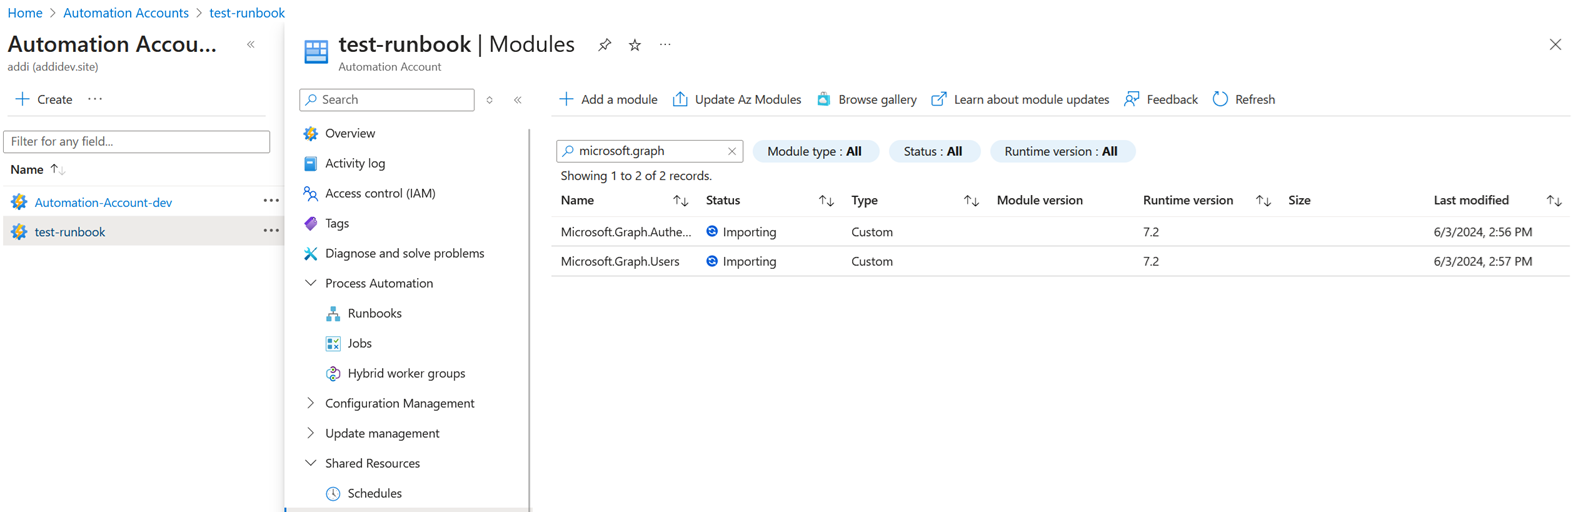 Home > Automation Accounts > test-runbook
Automation Accou... «
addi (addidev.site)
+ Create ...
Filter for any field...
Name ↑↓
Automation-Account-dev ...
test-runbook ...
test-runbook | Modules ...
Automation Account
Search «
Overview
Activity log
Access control (IAM)
Tags
Diagnose and solve problems
Process Automation
Runbooks
Jobs
Hybrid worker groups
Configuration Management
Update management
Shared Resources
Schedules
+ Add a module Update Az Modules Browse gallery Learn about module updates Feedback Refresh
microsoft.graph Module type : All Status : All Runtime version : All
Showing 1 to 2 of 2 records.
Name ↑↓ Status ↑↓ Type ↑↓ Module version Runtime version ↑↓ Size Last modified ↑↓
Microsoft.Graph.Authe... Importing Custom 7.2 6/3/2024, 2:56 PM
Microsoft.Graph.Users Importing Custom 7.2 6/3/2024, 2:57 PM